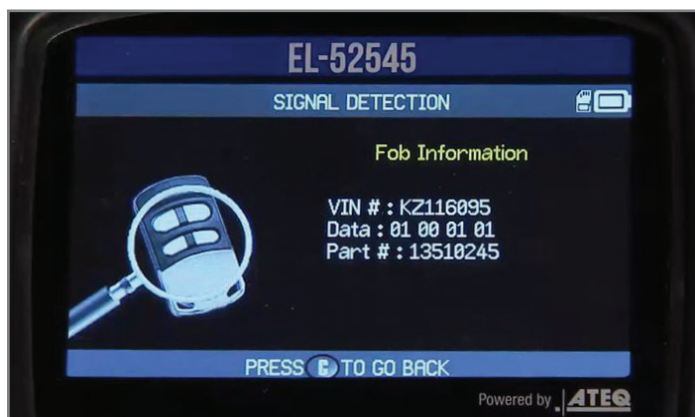 EL-52545
SIGNAL DETECTION
Fob Information
VIN # : KZ116095
Data : 01 00 01 01
Part # : 13510245
PRESS C TO GO BACK
Powered by ATEQ